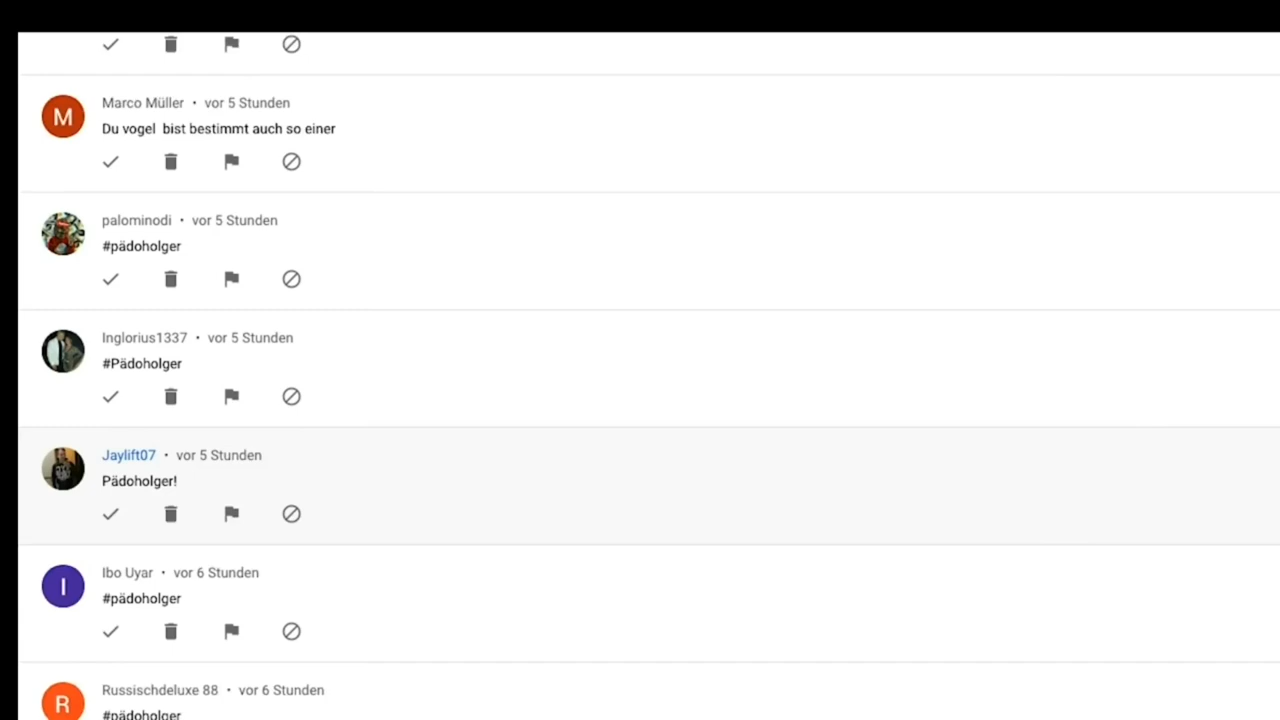 Marco Müller • vor 5 Stunden
Du vogel bist bestimmt auch so einer
palominodi • vor 5 Stunden
#pädoholger
Inglorius1337 • vor 5 Stunden
#Pädoholger
Jaylift07 • vor 5 Stunden
Pädoholger!
Ibo Uyar • vor 6 Stunden
#pädoholger
Russischdeluxe 88 • vor 6 Stunden
#pädoholger
M
I
R